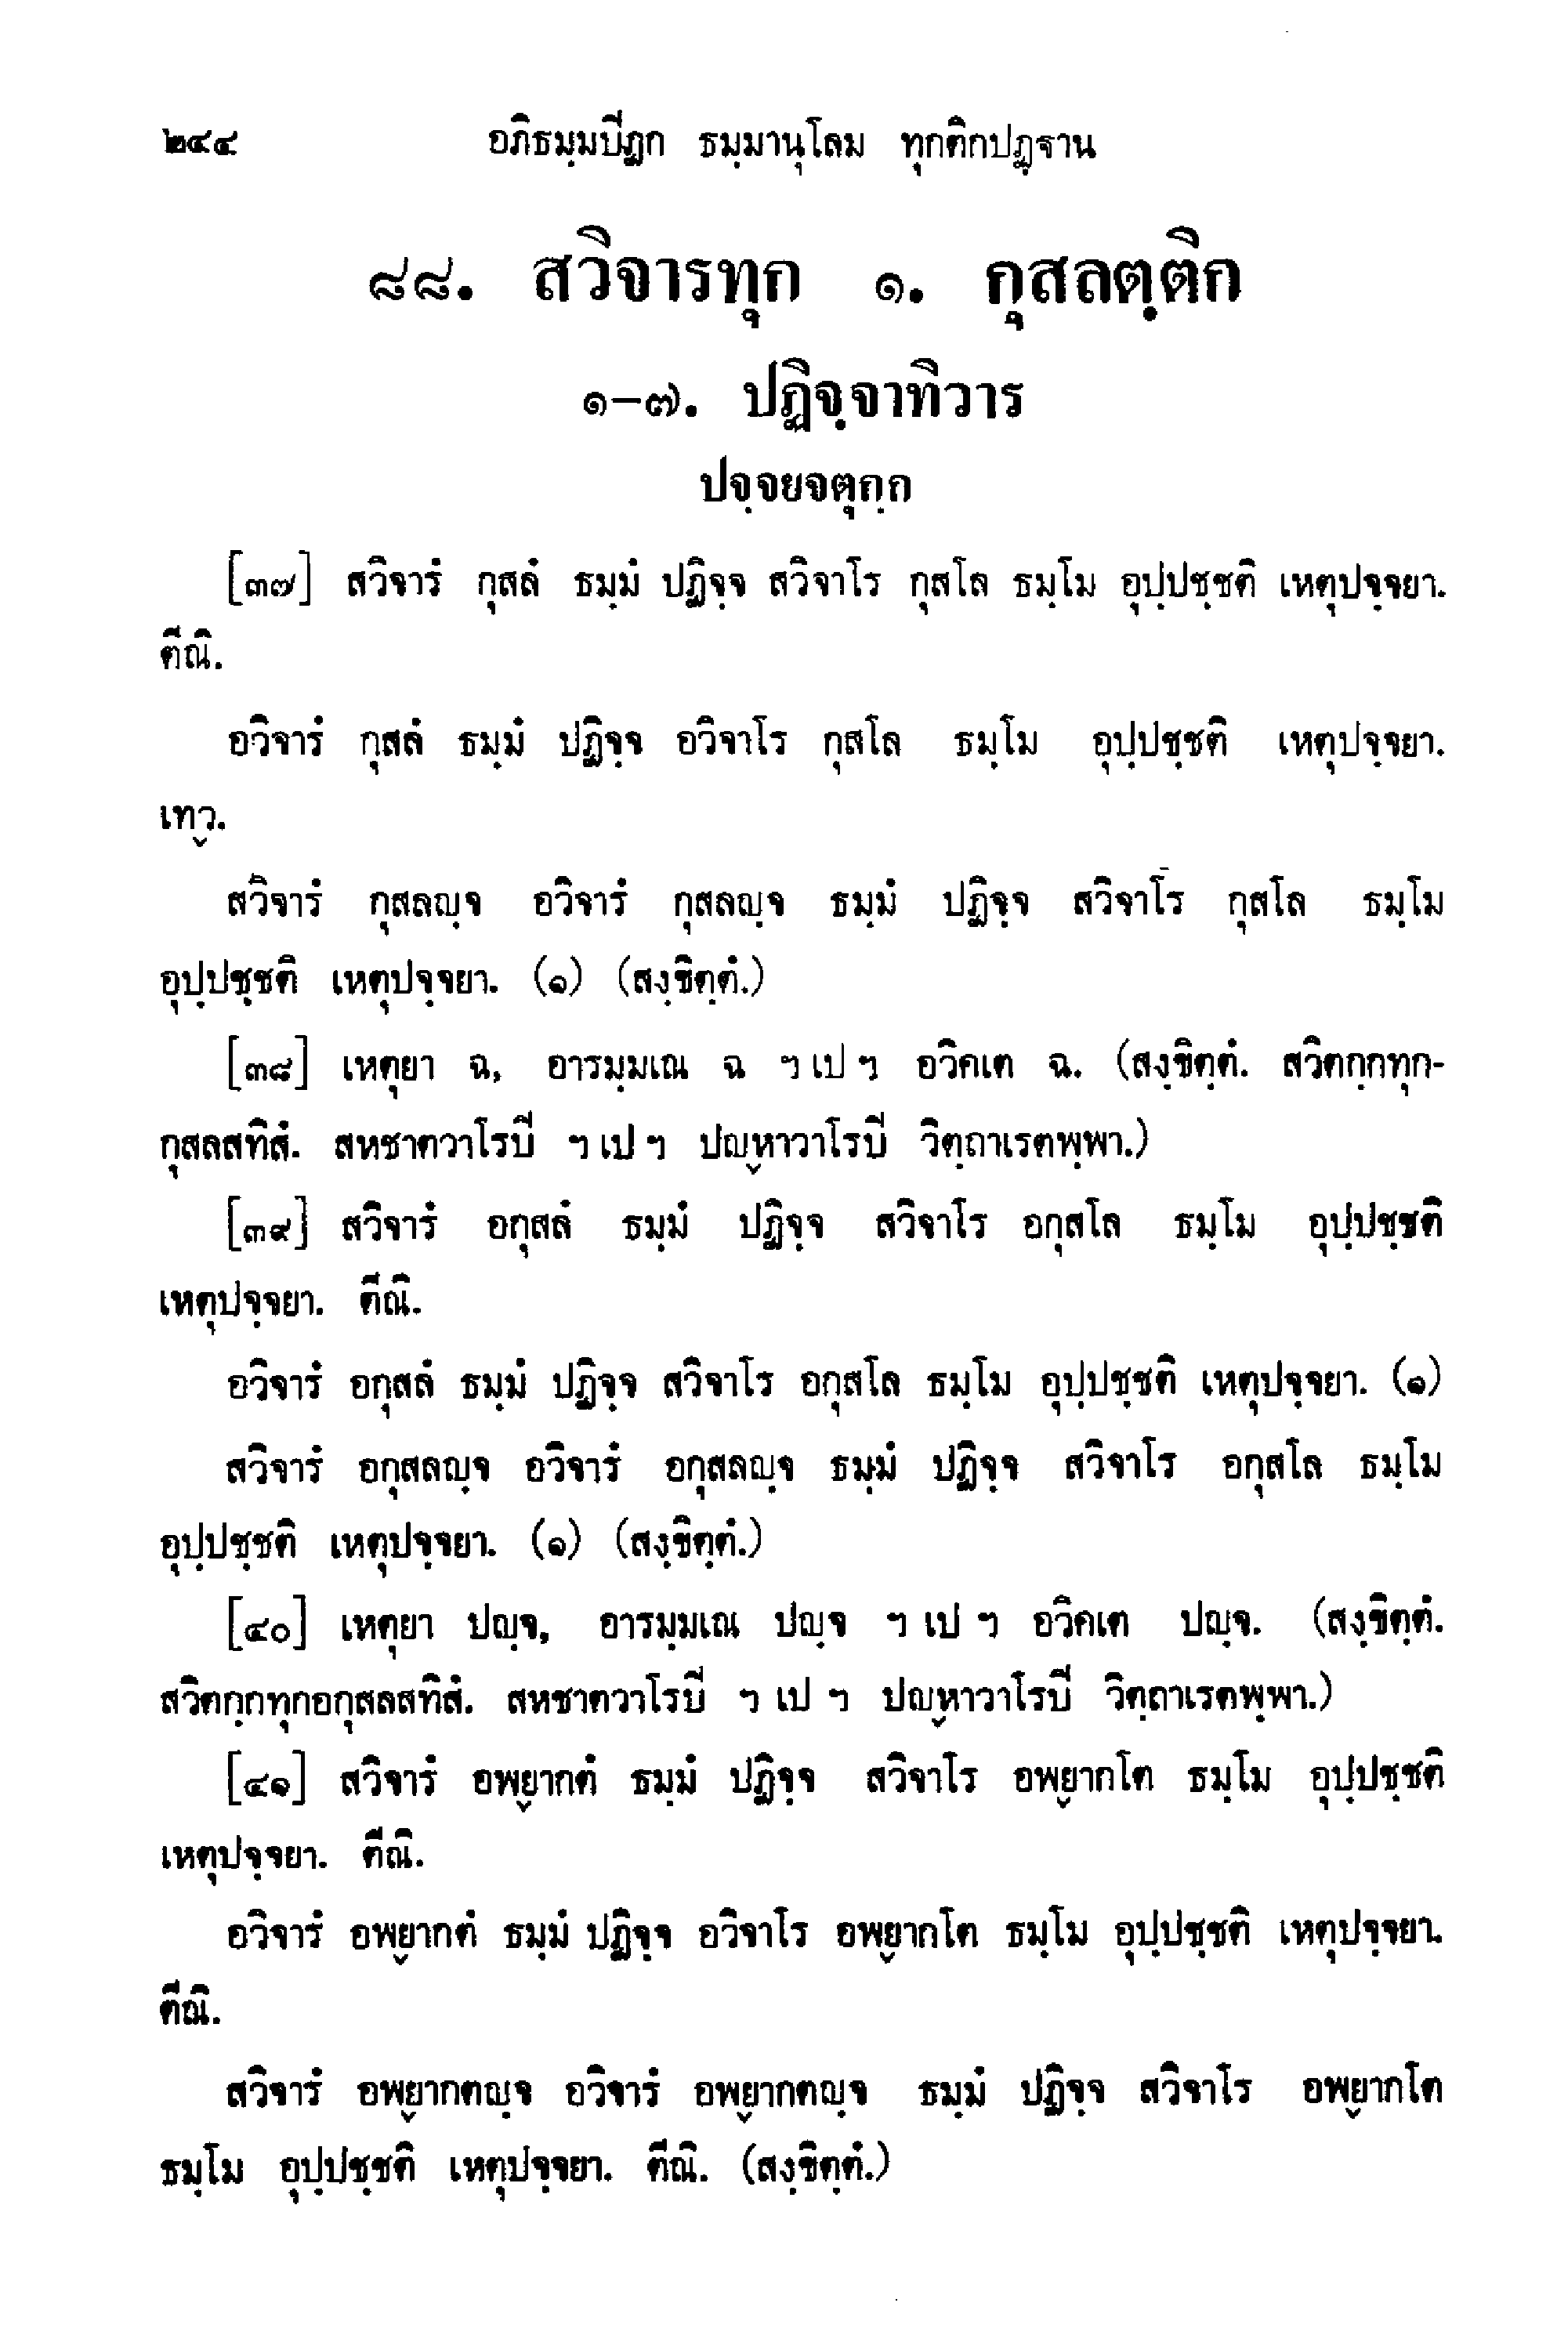 ๒๔๔ อภิธมฺมปีฏก ธมฺมานุโลม ทุกติกปฏฺฐาน
๘๘. สวิจารทุก ๑. กุสลตฺติก
๑-๗. ปฏิจฺจาทิวาร
ปจฺจยจตุกฺก
[๓๗] สวิจารํ กุสลํ ธมฺมํ ปฏิจฺจ สวิจาโร กุสโล ธมฺโม อุปฺปชฺชติ เหตุปจฺจยา.
ตีณิ.
อวิจารํ กุสลํ ธมฺมํ ปฏิจฺจ อวิจาโร กุสโล ธมฺโม อุปฺปชฺชติ เหตุปจฺจยา.
เทฺว.
สวิจารํ กุสลญฺจ อวิจารํ กุสลญฺจ ธมฺมํ ปฏิจฺจ สวิจาโร กุสโล ธมฺโม
อุปฺปชฺชติ เหตุปจฺจยา. (๑) (สงฺขิตฺตํ.)
[๓๘] เหตุยา ฉ, อารมฺมเณ ฉ ฯ เป ฯ อวิคเต ฉ. (สงฺขิตฺตํ. สวิตกฺกทุก-
กุสลสทิสํ. สหชาตวาโรปี ฯ เป ฯ ปญฺหาวาโรปี วิตฺถาเรตพฺพา.)
[๓๙] สวิจารํ อกุสลํ ธมฺมํ ปฏิจฺจ สวิจาโร อกุสโล ธมฺโม อุปฺปชฺชติ
เหตุปจฺจยา. ตีณิ.
อวิจารํ อกุสลํ ธมฺมํ ปฏิจฺจ สวิจาโร อกุสโล ธมฺโม อุปฺปชฺชติ เหตุปจฺจยา. (๑)
สวิจารํ อกุสลญฺจ อวิจารํ อกุสลญฺจ ธมฺมํ ปฏิจฺจ สวิจาโร อกุสโล ธมฺโม
อุปฺปชฺชติ เหตุปจฺจยา. (๑) (สงฺขิตฺตํ.)
[๔๐] เหตุยา ปญฺจ, อารมฺมเณ ปญฺจ ฯ เป ฯ อวิคเต ปญฺจ. (สงฺขิตฺตํ.
สวิตกฺกทุกอกุสลสทิสํ. สหชาตวาโรปี ฯ เป ฯ ปญฺหาวาโรปี วิตฺถาเรตพฺพา.)
[๔๑] สวิจารํ อพฺยากตํ ธมฺมํ ปฏิจฺจ สวิจาโร อพฺยากโต ธมฺโม อุปฺปชฺชติ
เหตุปจฺจยา. ตีณิ.
อวิจารํ อพฺยากตํ ธมฺมํ ปฏิจฺจ อวิจาโร อพฺยากโต ธมฺโม อุปฺปชฺชติ เหตุปจฺจยา.
ตีณิ.
สวิจารํ อพฺยากตญฺจ อวิจารํ อพฺยากตญฺจ ธมฺมํ ปฏิจฺจ สวิจาโร อพฺยากโต
ธมฺโม อุปฺปชฺชติ เหตุปจฺจยา. ตีณิ. (สงฺขิตฺตํ.)